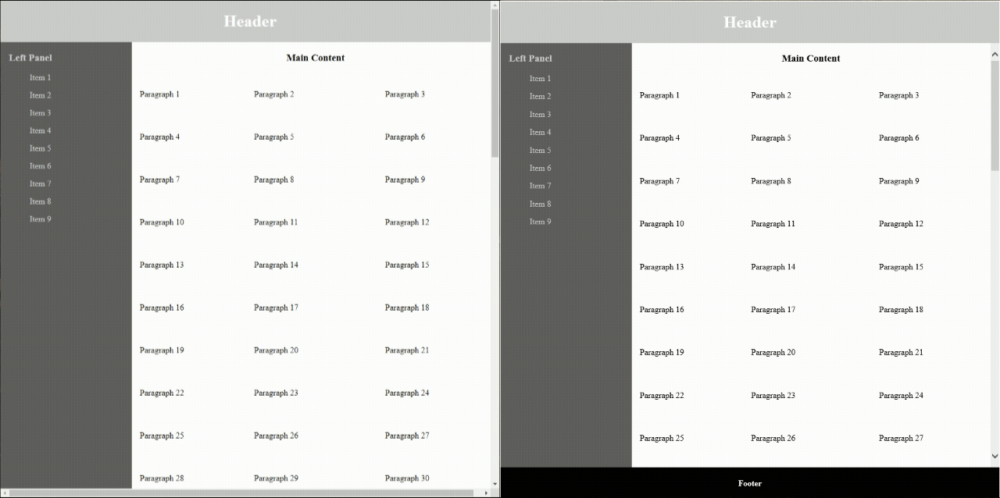 Header
Left Panel
Item 1
Item 2
Item 3
Item 4
Item 5
Item 6
Item 7
Item 8
Item 9
Main Content
Paragraph 1 Paragraph 2 Paragraph 3
Paragraph 4 Paragraph 5 Paragraph 6
Paragraph 7 Paragraph 8 Paragraph 9
Paragraph 10 Paragraph 11 Paragraph 12
Paragraph 13 Paragraph 14 Paragraph 15
Paragraph 16 Paragraph 17 Paragraph 18
Paragraph 19 Paragraph 20 Paragraph 21
Paragraph 22 Paragraph 23 Paragraph 24
Paragraph 25 Paragraph 26 Paragraph 27
Paragraph 28 Paragraph 29 Paragraph 30
Header
Left Panel
Item 1
Item 2
Item 3
Item 4
Item 5
Item 6
Item 7
Item 8
Item 9
Main Content
Paragraph 1 Paragraph 2 Paragraph 3
Paragraph 4 Paragraph 5 Paragraph 6
Paragraph 7 Paragraph 8 Paragraph 9
Paragraph 10 Paragraph 11 Paragraph 12
Paragraph 13 Paragraph 14 Paragraph 15
Paragraph 16 Paragraph 17 Paragraph 18
Paragraph 19 Paragraph 20 Paragraph 21
Paragraph 22 Paragraph 23 Paragraph 24
Paragraph 25 Paragraph 26 Paragraph 27
Footer